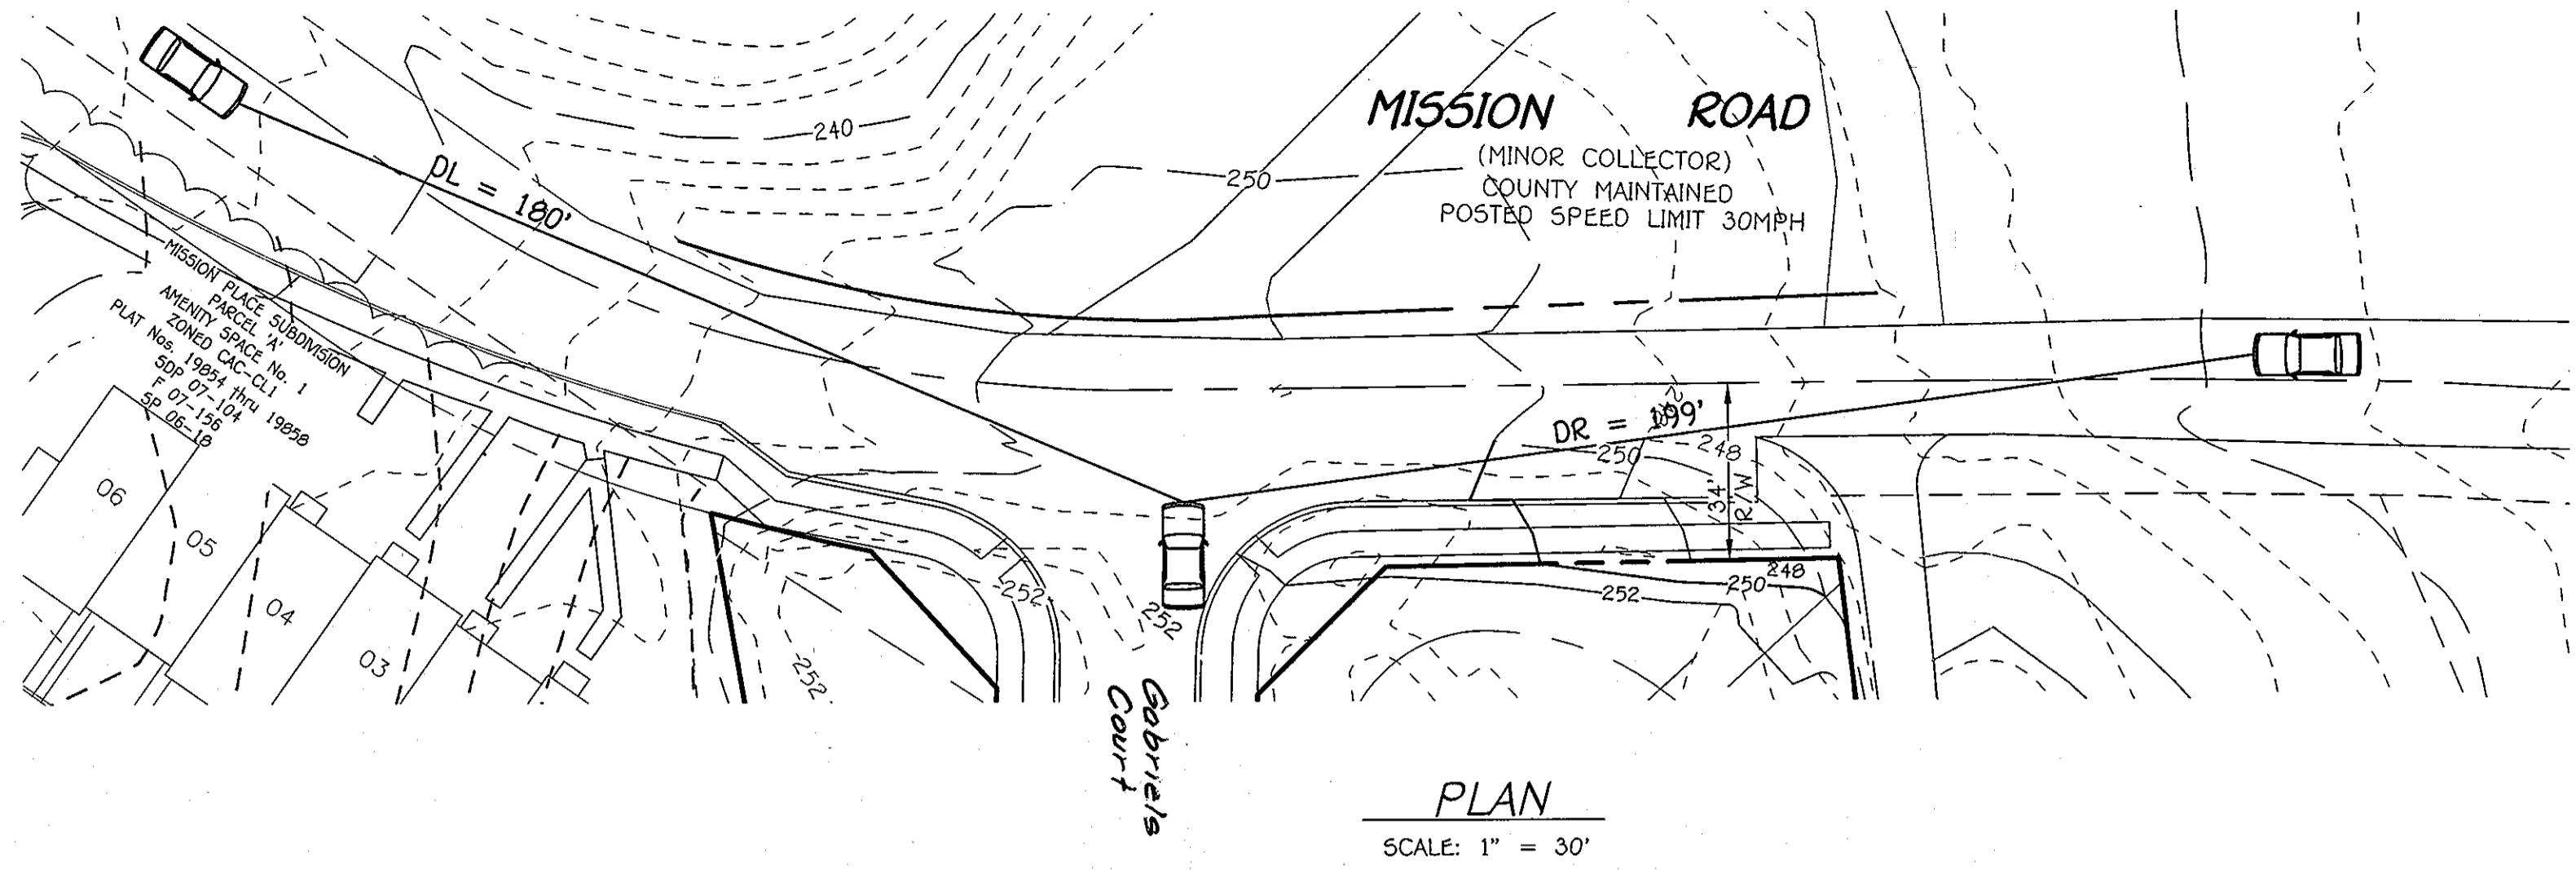 MISSION ROAD
(MINOR COLLECTOR)
COUNTY MAINTAINED
POSTED SPEED LIMIT 30MPH
240
250
DL = 180'
MISSION PLACE SUBDIVISION
PARCEL 'A'
AMENITY SPACE No. 1
ZONED CAC-CL1
PLAT Nos. 19854 thru 19858
SDP 07-104
F 07-156
SP 06-18
DR = 199'
250
248
34'
R/W
06
05
04
03
252
252
252
252
250
248
Gabriels
Court
PLAN
SCALE: 1" = 30'